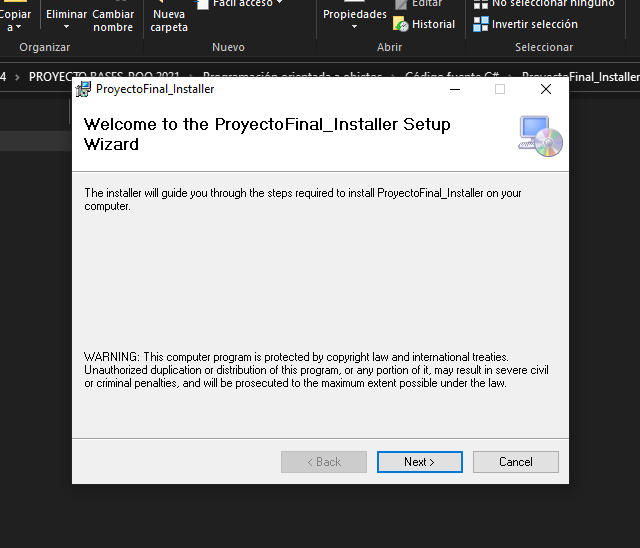 Copiar
a
Eliminar
Cambiar
nombre
Nueva
carpeta
Fácil acceso
Propiedades
Editar
Historial
No seleccionar ninguno
Invertir selección
Organizar
Nuevo
Abrir
Seleccionar
4 > PROYECTO BASES-POO 2021 > Programación orientada a objetos > Código fuente C# > ProyectoFinal_Installer
ProyectoFinal_Installer
Welcome to the ProyectoFinal_Installer Setup
Wizard
The installer will guide you through the steps required to install ProyectoFinal_Installer on your
computer.
WARNING: This computer program is protected by copyright law and international treaties.
Unauthorized duplication or distribution of this program, or any portion of it, may result in severe civil
or criminal penalties, and will be prosecuted to the maximum extent possible under the law.
< Back
Next >
Cancel